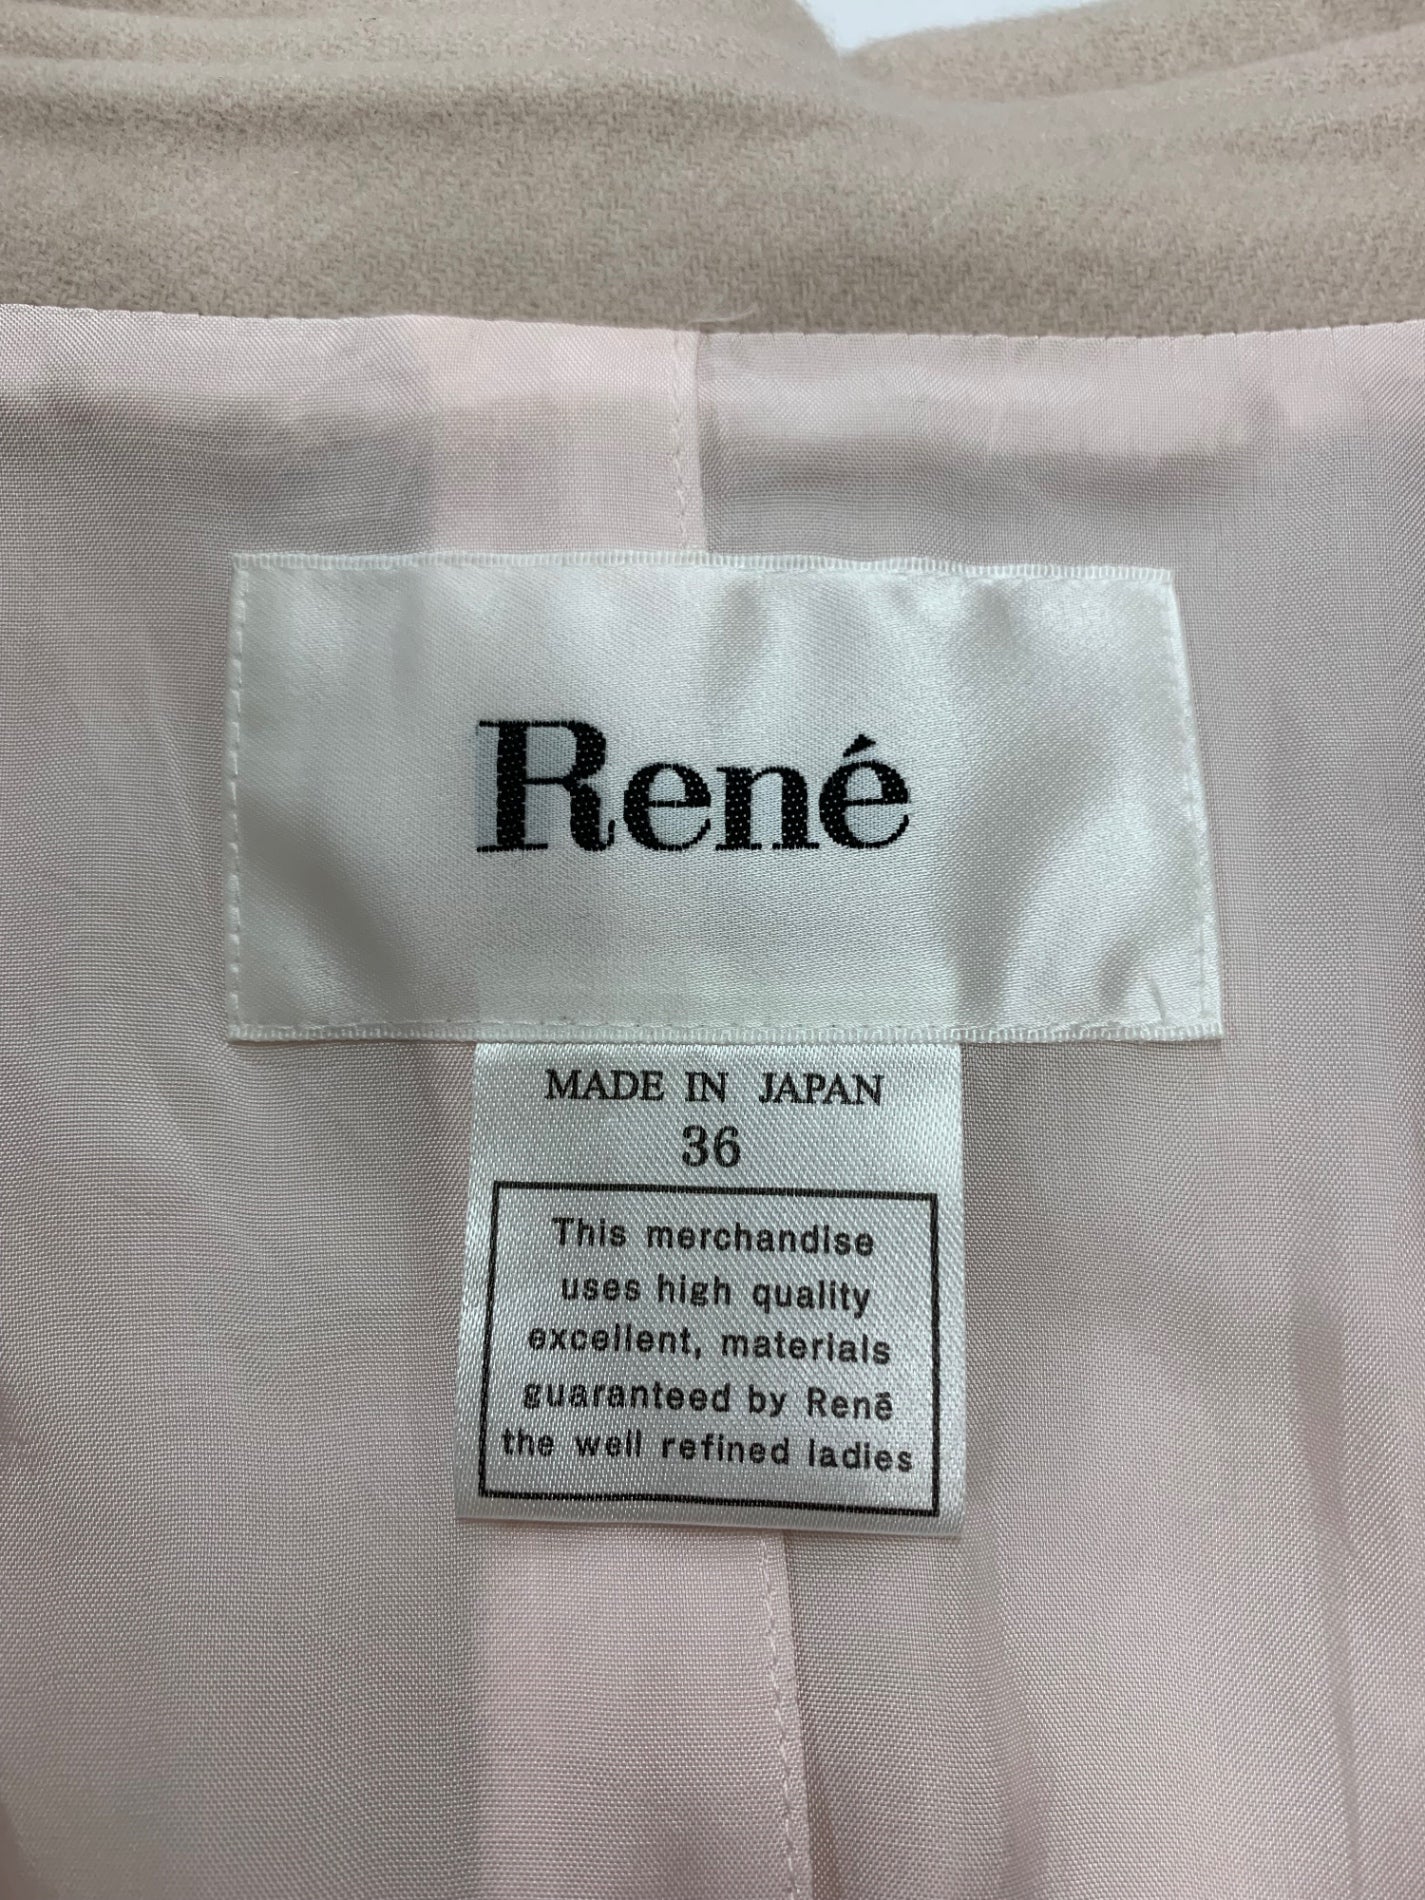 René
MADE IN JAPAN
36
This merchandise
uses high quality
excellent, materials
guaranteed by Renē
the well refined ladies